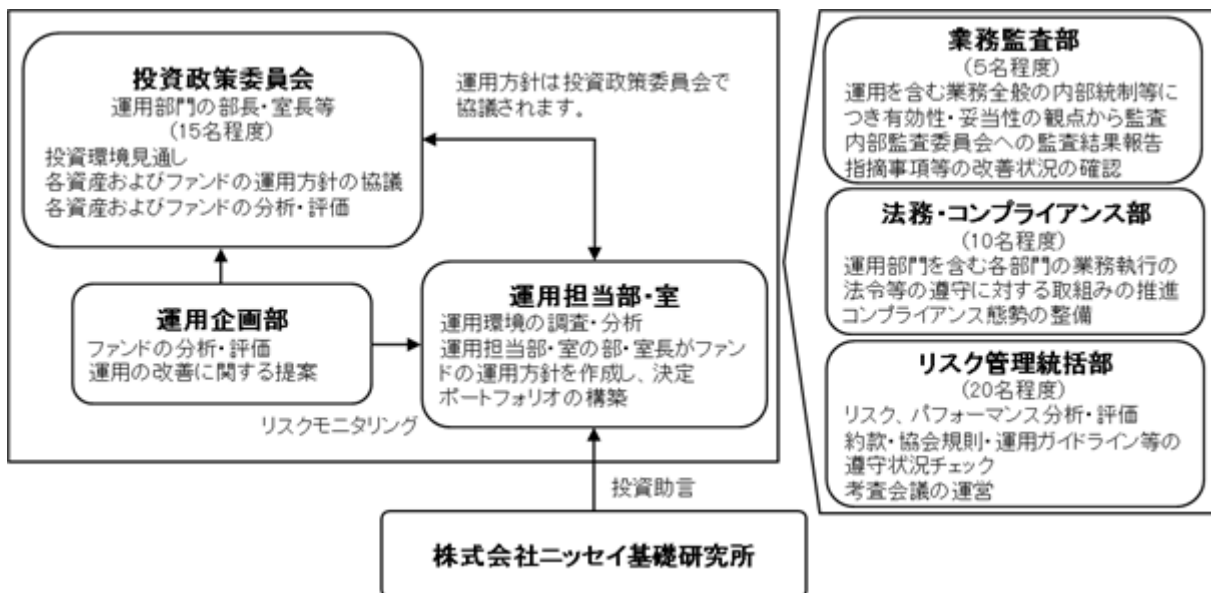 投資政策委員会
運用部門の部長・室長等
(15名程度)
投資環境見通し
各資産およびファンドの運用方針の協議
各資産およびファンドの分析・評価
運用方針は投資政策委員会で
協議されます。
運用企画部
ファンドの分析・評価
運用の改善に関する提案
リスクモニタリング
運用担当部・室
運用環境の調査・分析
運用担当部・室の部・室長がファン
ドの運用方針を作成し、決定
ポートフォリオの構築
投資助言
株式会社ニッセイ基礎研究所
業務監査部
(5名程度)
運用を含む業務全般の内部統制等に
つき有効性・妥当性の観点から監査
内部監査委員会への監査結果報告
指摘事項等の改善状況の確認
法務・コンプライアンス部
(10名程度)
運用部門を含む各部門の業務執行の
法令等の遵守に対する取組みの推進
コンプライアンス態勢の整備
リスク管理統括部
(20名程度)
リスク、パフォーマンス分析・評価
約款・協会規則・運用ガイドライン等の
遵守状況チェック
考査会議の運営